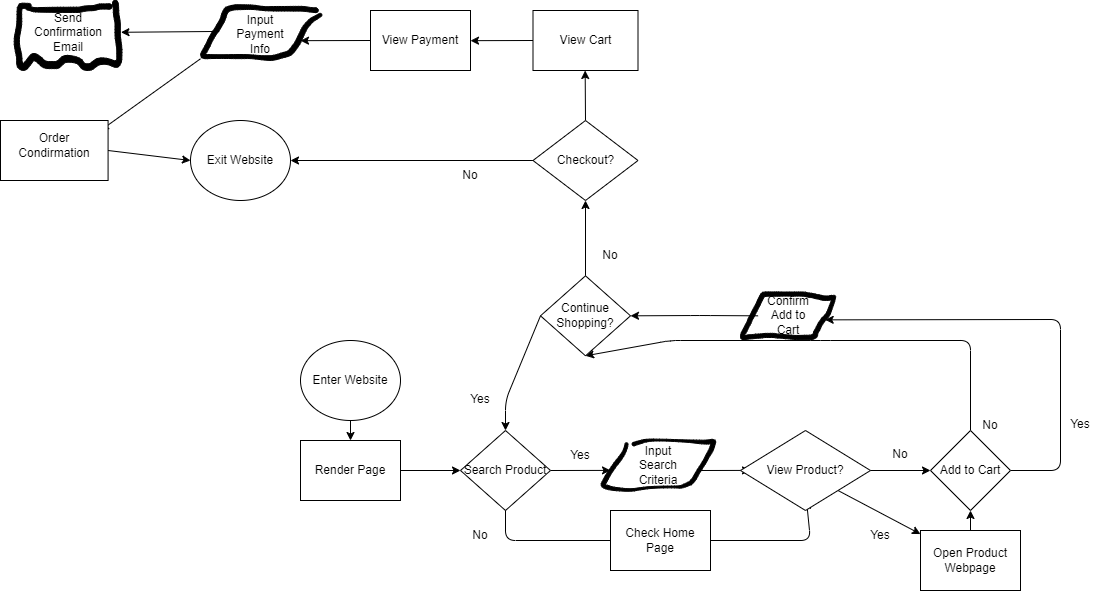 Send
Confirmation
Email
Input
Payment
Info
View Payment
View Cart
Order
Condirmation
Exit Website
Checkout?
No
No
Continue
Shopping?
Confirm
Add to
Cart
Enter Website
Yes
No
Yes
Render Page
Search Product
Yes
Input
Search
Criteria
View Product?
No
Add to Cart
No
Check Home
Page
Yes
Open Product
Webpage